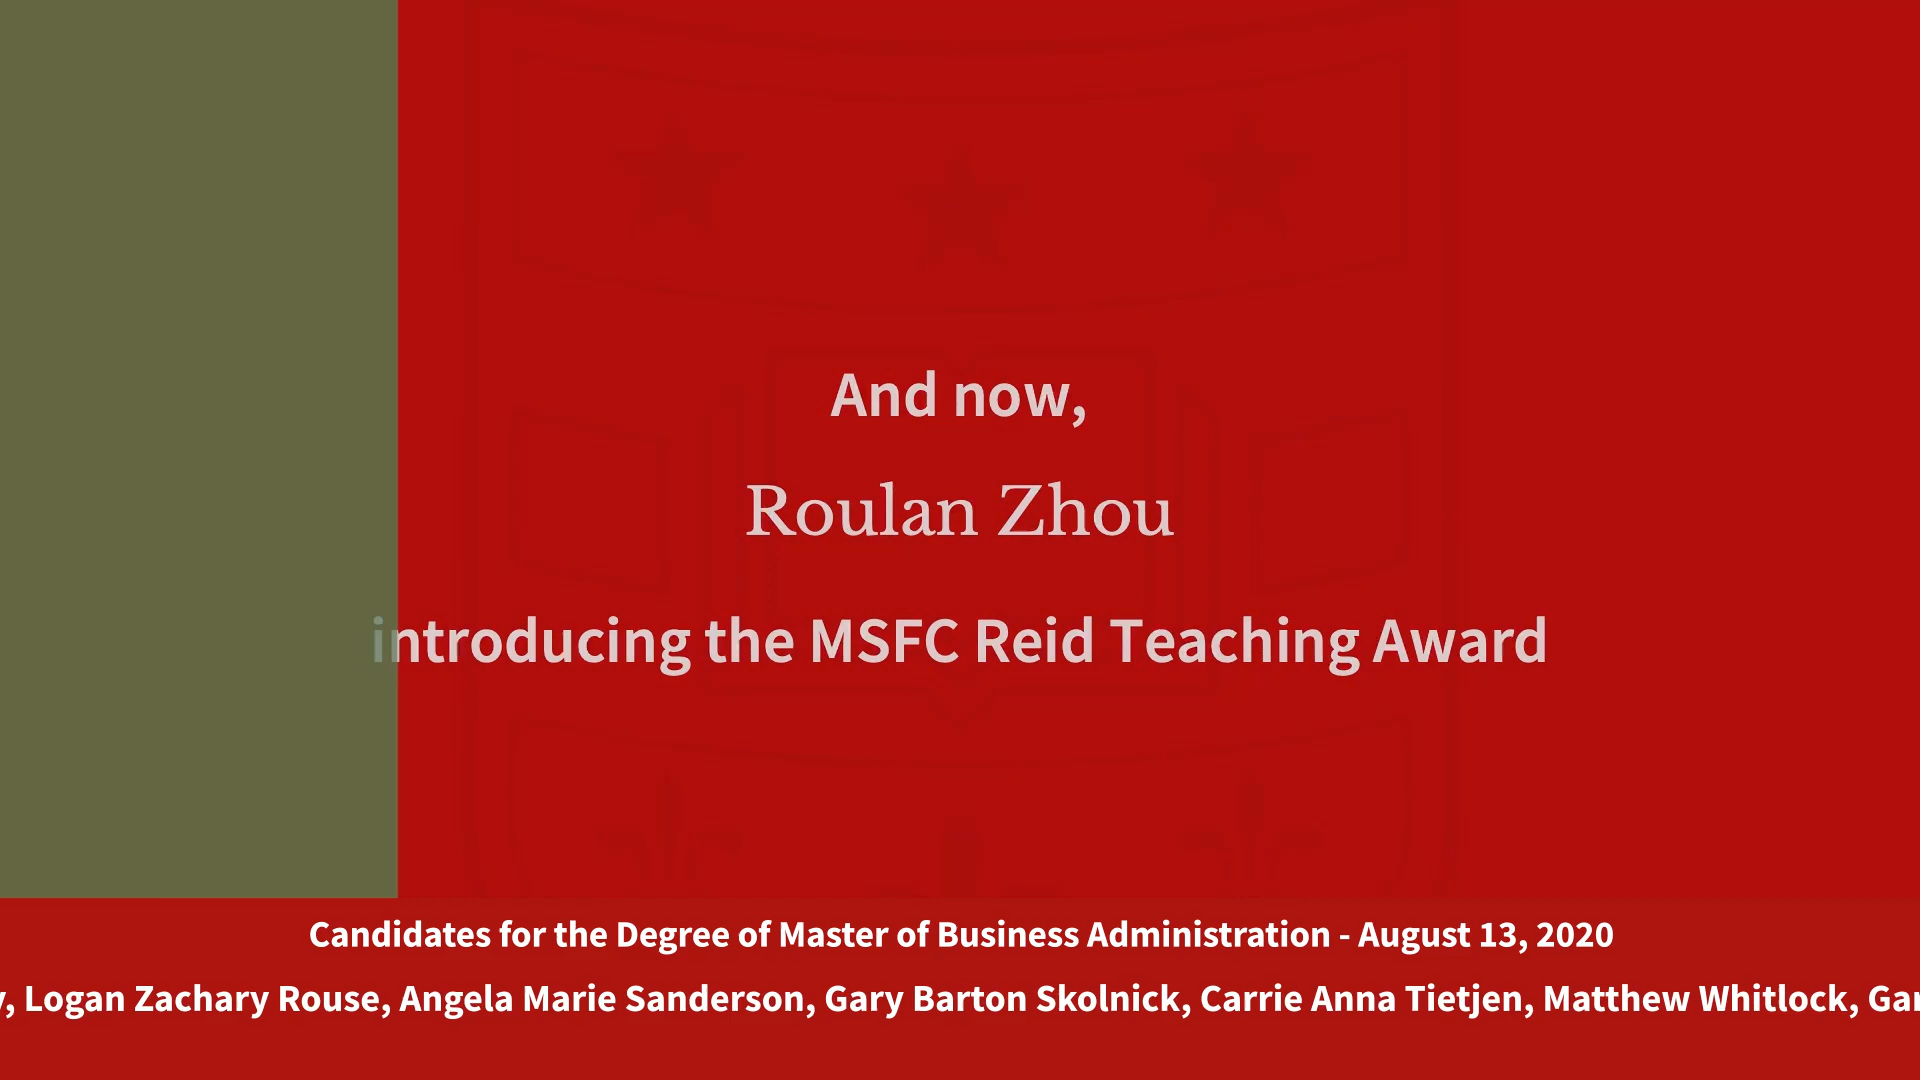 And now,
Roulan Zhou
introducing the MSFC Reid Teaching Award
Candidates for the Degree of Master of Business Administration - August 13, 2020
Logan Zachary Rouse, Angela Marie Sanderson, Gary Barton Skolnick, Carrie Anna Tietjen, Matthew Whitlock,